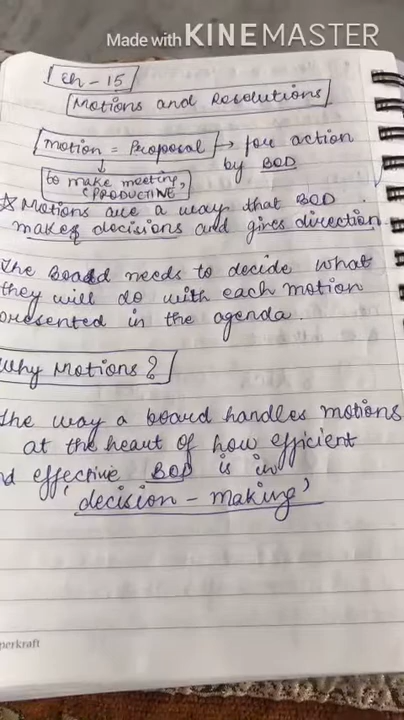 Made with KINEMASTER
Ch - 15
Motions and Resolutions
motion = Proposal → for action
by BOD
to make meeting,
PRODUCTIVE
☆ Motions are a way that BOD
makes decisions and gives direction
The board needs to decide what
they will do with each motion
presented in the agenda.
Why Motions?
the way a board handles motions
at the heart of how efficient
nd effective BOD is in
'decision - making'
perkraft